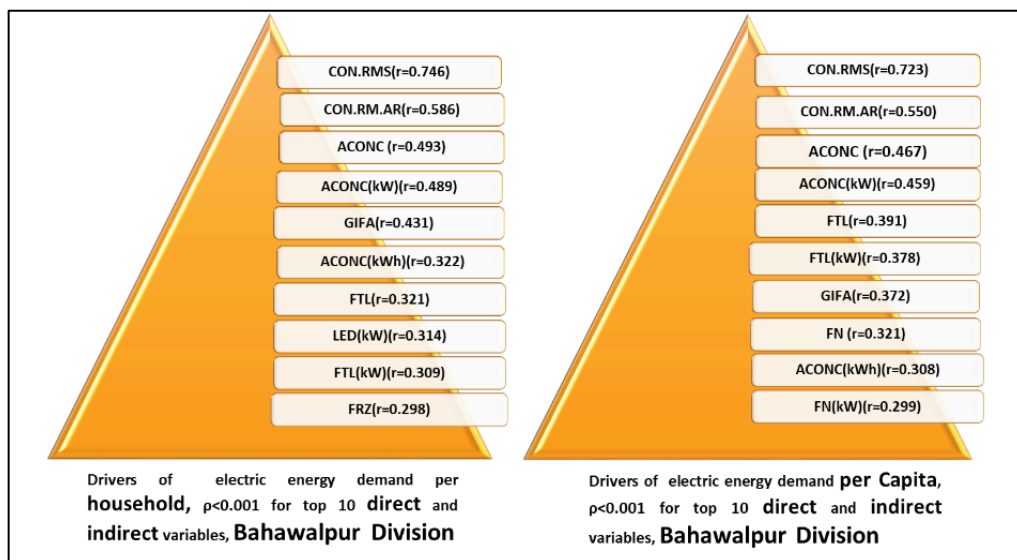 CON.RMS(r=0.746)
CON.RM.AR(r=0.586)
ACONC (r=0.493)
ACONC(kW)(r=0.489)
GIFA(r=0.431)
ACONC(kWh)(r=0.322)
FTL(r=0.321)
LED(kW)(r=0.314)
FTL(kW)(r=0.309)
FRZ(r=0.298)
Drivers of electric energy demand per
household, ρ<0.001 for top 10 direct and
indirect variables, Bahawalpur Division
CON.RMS(r=0.723)
CON.RM.AR(r=0.550)
ACONC (r=0.467)
ACONC(kW)(r=0.459)
FTL(r=0.391)
FTL(kW)(r=0.378)
GIFA(r=0.372)
FN (r=0.321)
ACONC(kWh)(r=0.308)
FN(kW)(r=0.299)
Drivers of electric energy demand per Capita,
ρ<0.001 for top 10 direct and indirect
variables, Bahawalpur Division